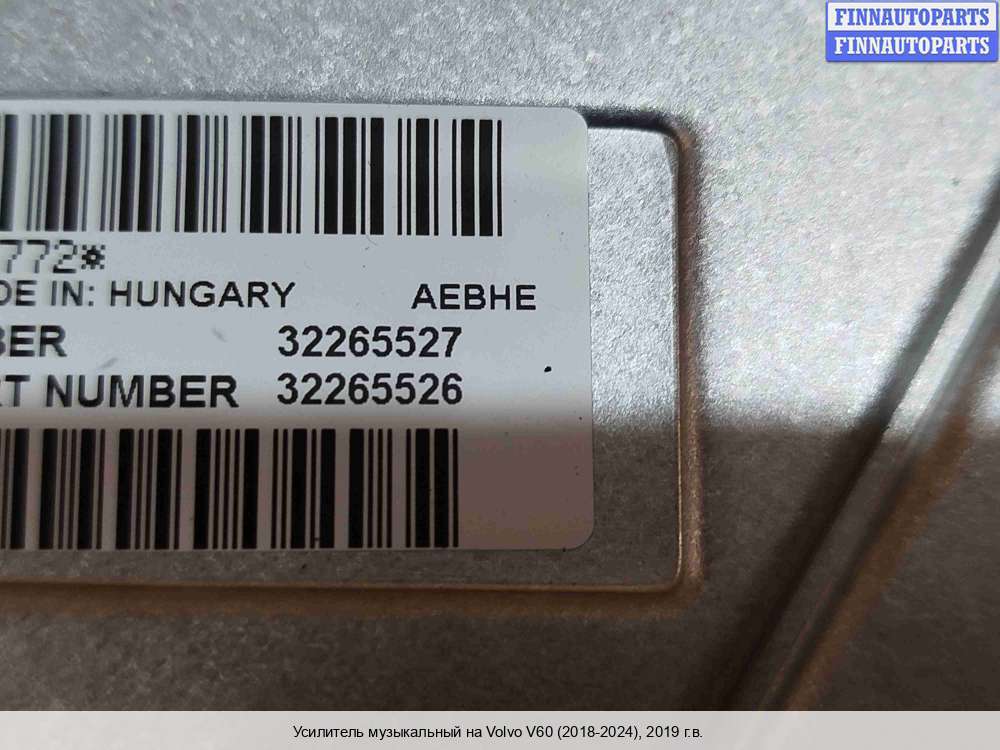 FINNAUTOPARTS
FINNAUTOPARTS
772*
DE IN: HUNGARY AEBHE
BER 32265527
RT NUMBER 32265526
Усилитель музыкальный на Volvo V60 (2018-2024), 2019 г.в.